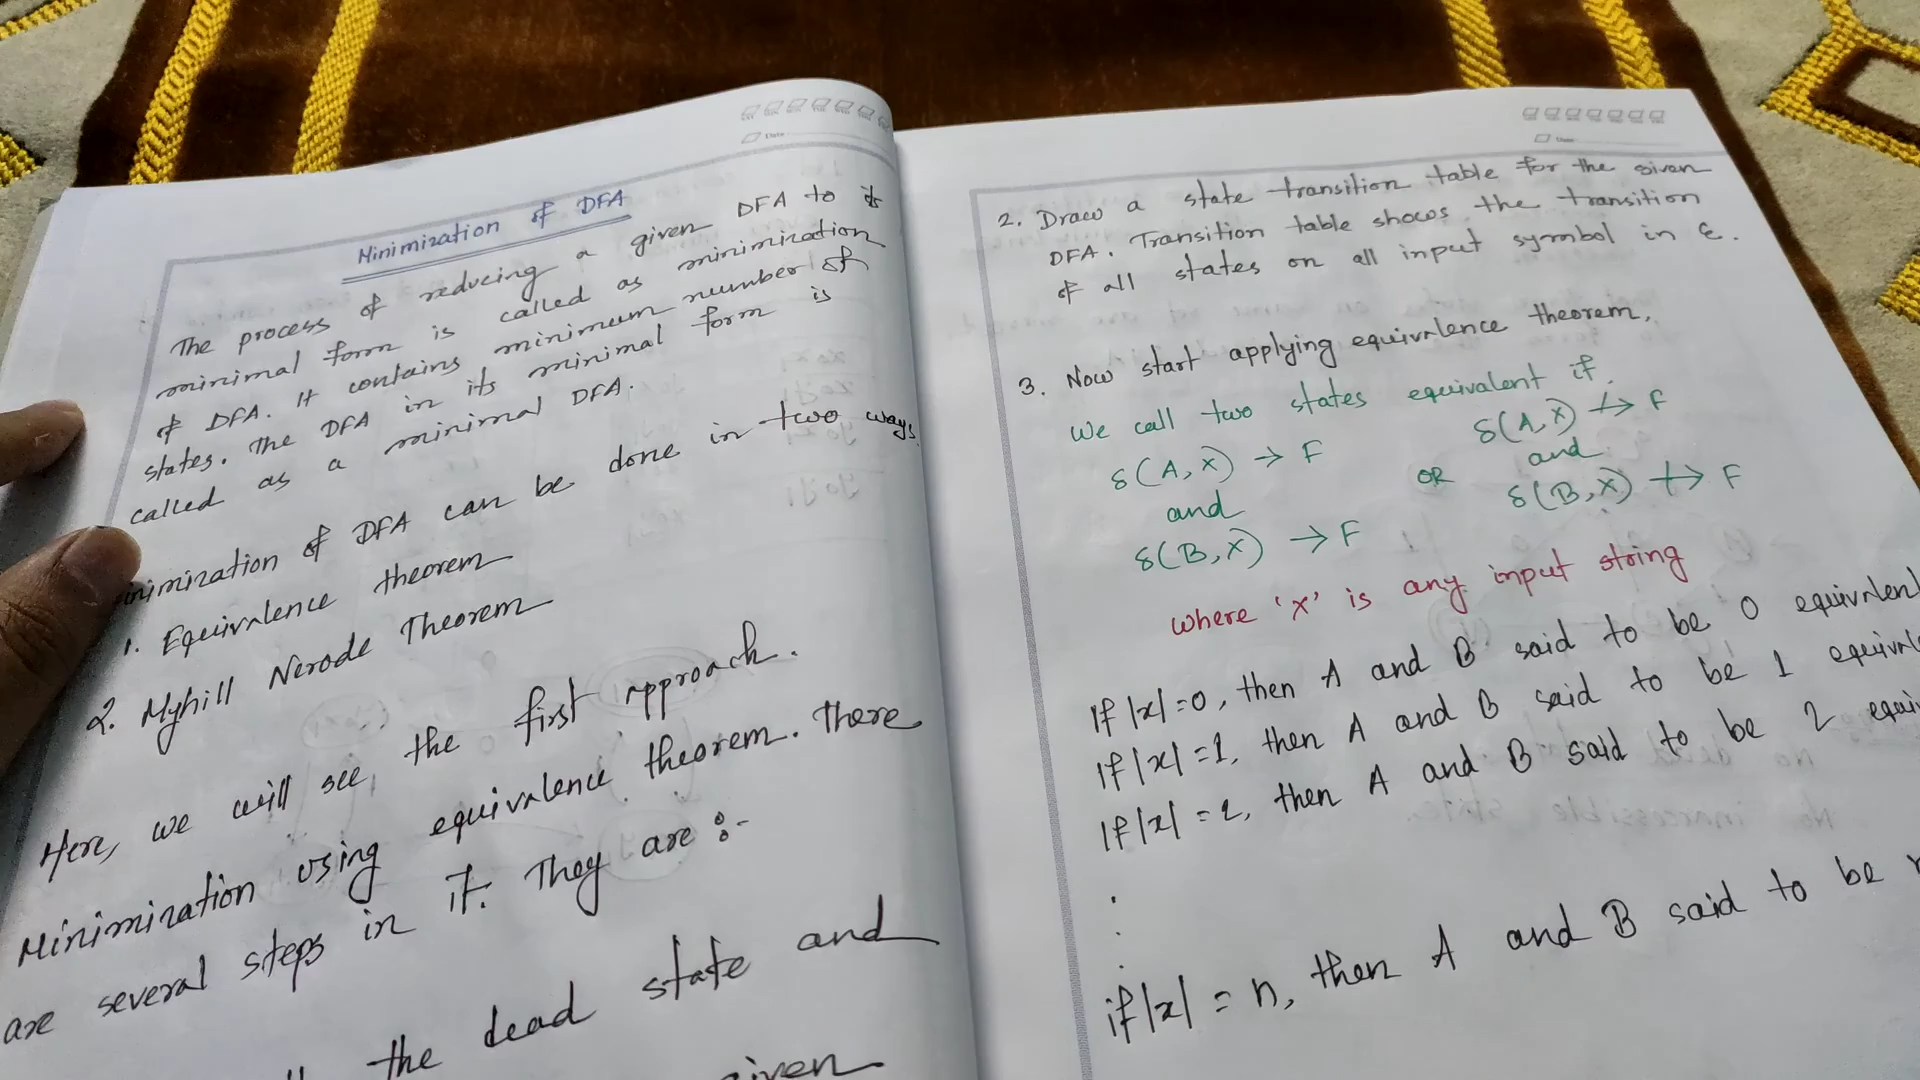 Minimization of DFA
The process of reducing a given DFA to its
minimal form is called as minimization
of DFA. It contains minimum number of
states. The DFA in its minimal form is
called as a minimal DFA.
inimization of DFA can be done in two ways
1. Equivalence theorem
2. Myhill Nerode Theorem
Here, we will see the first approach.
Minimization using equivalence theorem. There
are several steps in it. They are :-
the dead state and
given
Date
2. Draw a state transition table for the given
DFA. Transition table shows the transition
of all states on all input symbol in Ɛ.
3. Now start applying equivalence theorem.
We call two states equivalent if
δ(A, X) → F
and
δ(B, X) → F
OR
δ(A, X) ↛ F
and
δ(B, X) ↛ F
where 'x' is any input string
If |x| = 0, then A and B said to be 0 equivalent
If |x| = 1, then A and B said to be 1 equivale
If |x| = 2, then A and B said to be 2 equi
.
.
.
if |x| = n, then A and B said to be